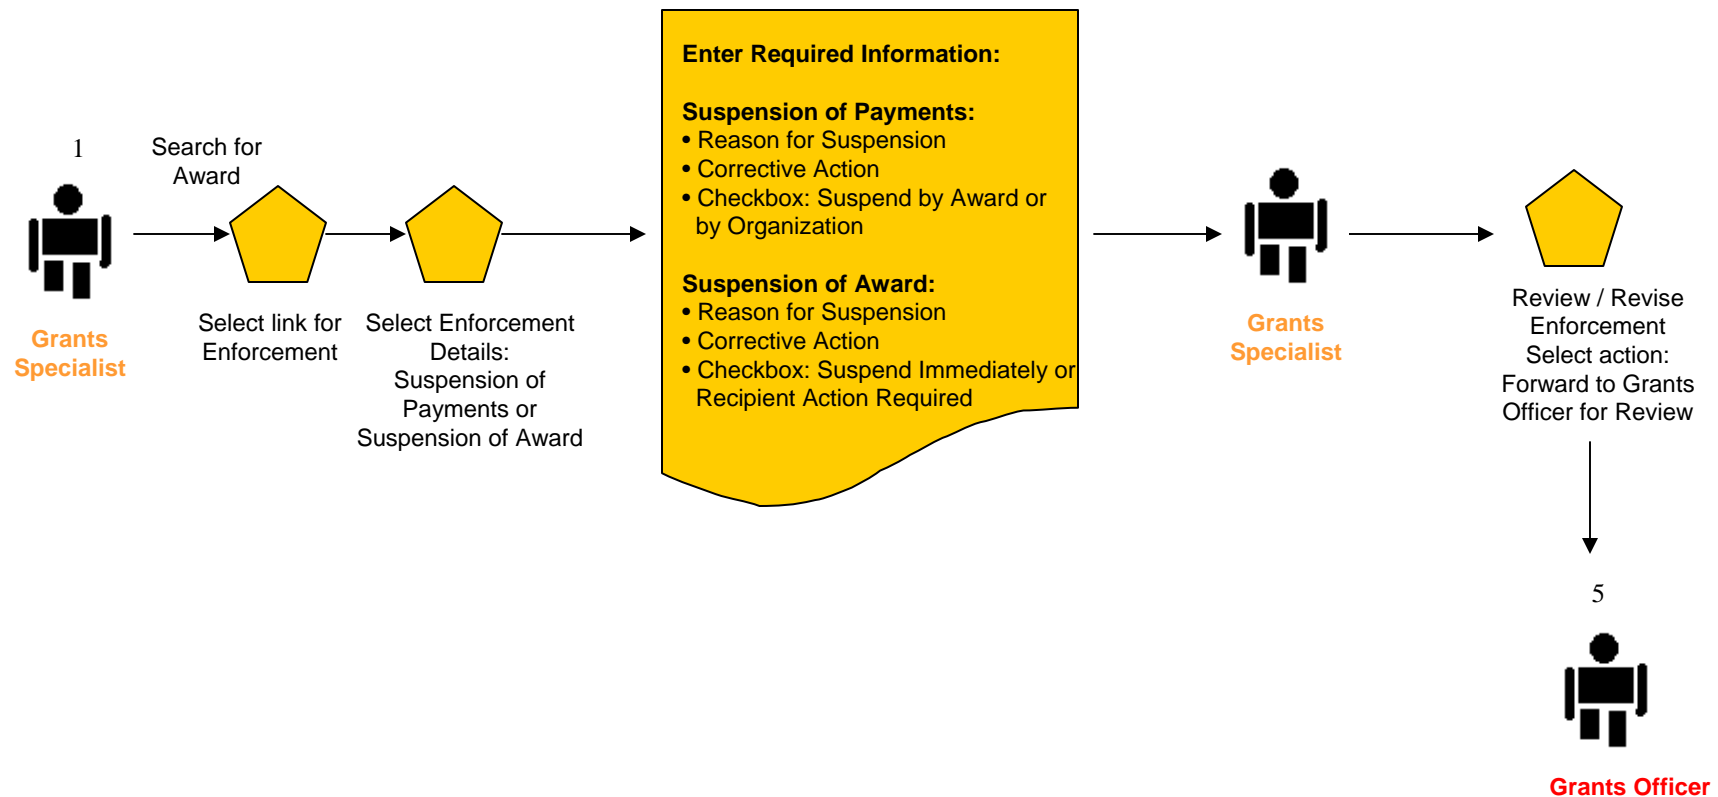 1
Search for
Award
Grants
Specialist
Select link for
Enforcement
Select Enforcement
Details:
Suspension of
Payments or
Suspension of Award
Enter Required Information:
Suspension of Payments:
• Reason for Suspension
• Corrective Action
• Checkbox: Suspend by Award or
by Organization
Suspension of Award:
• Reason for Suspension
• Corrective Action
• Checkbox: Suspend Immediately or
Recipient Action Required
Grants
Specialist
Review / Revise
Enforcement
Select action:
Forward to Grants
Officer for Review
5
Grants Officer